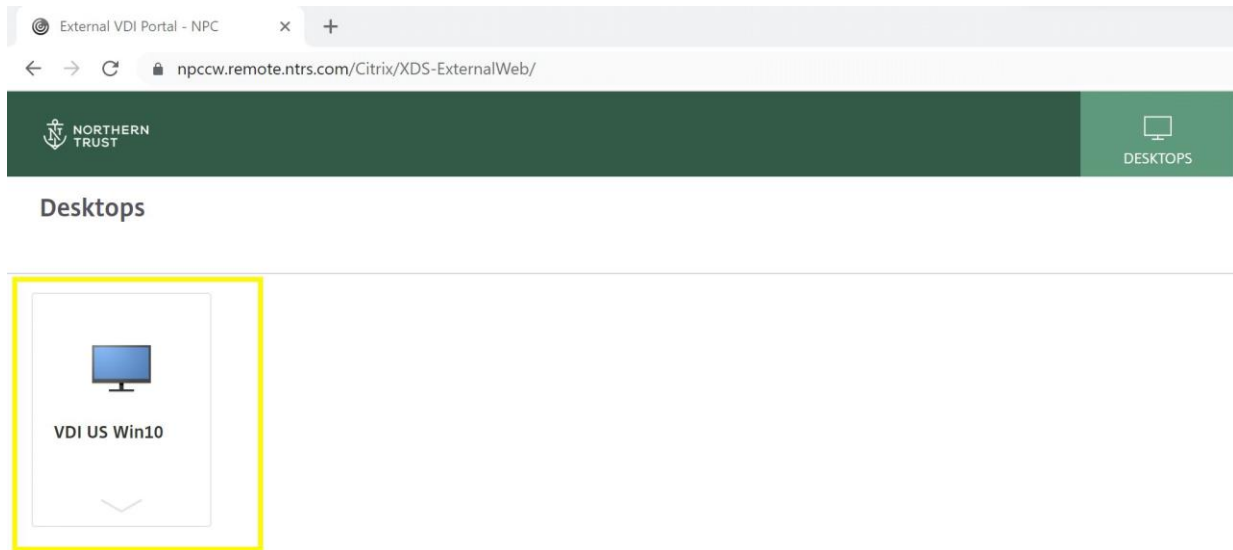 External VDI Portal - NPC
npccw.remote.ntrs.com/Citrix/XDS-ExternalWeb/
NORTHERN
TRUST
DESKTOPS
Desktops
VDI US Win10